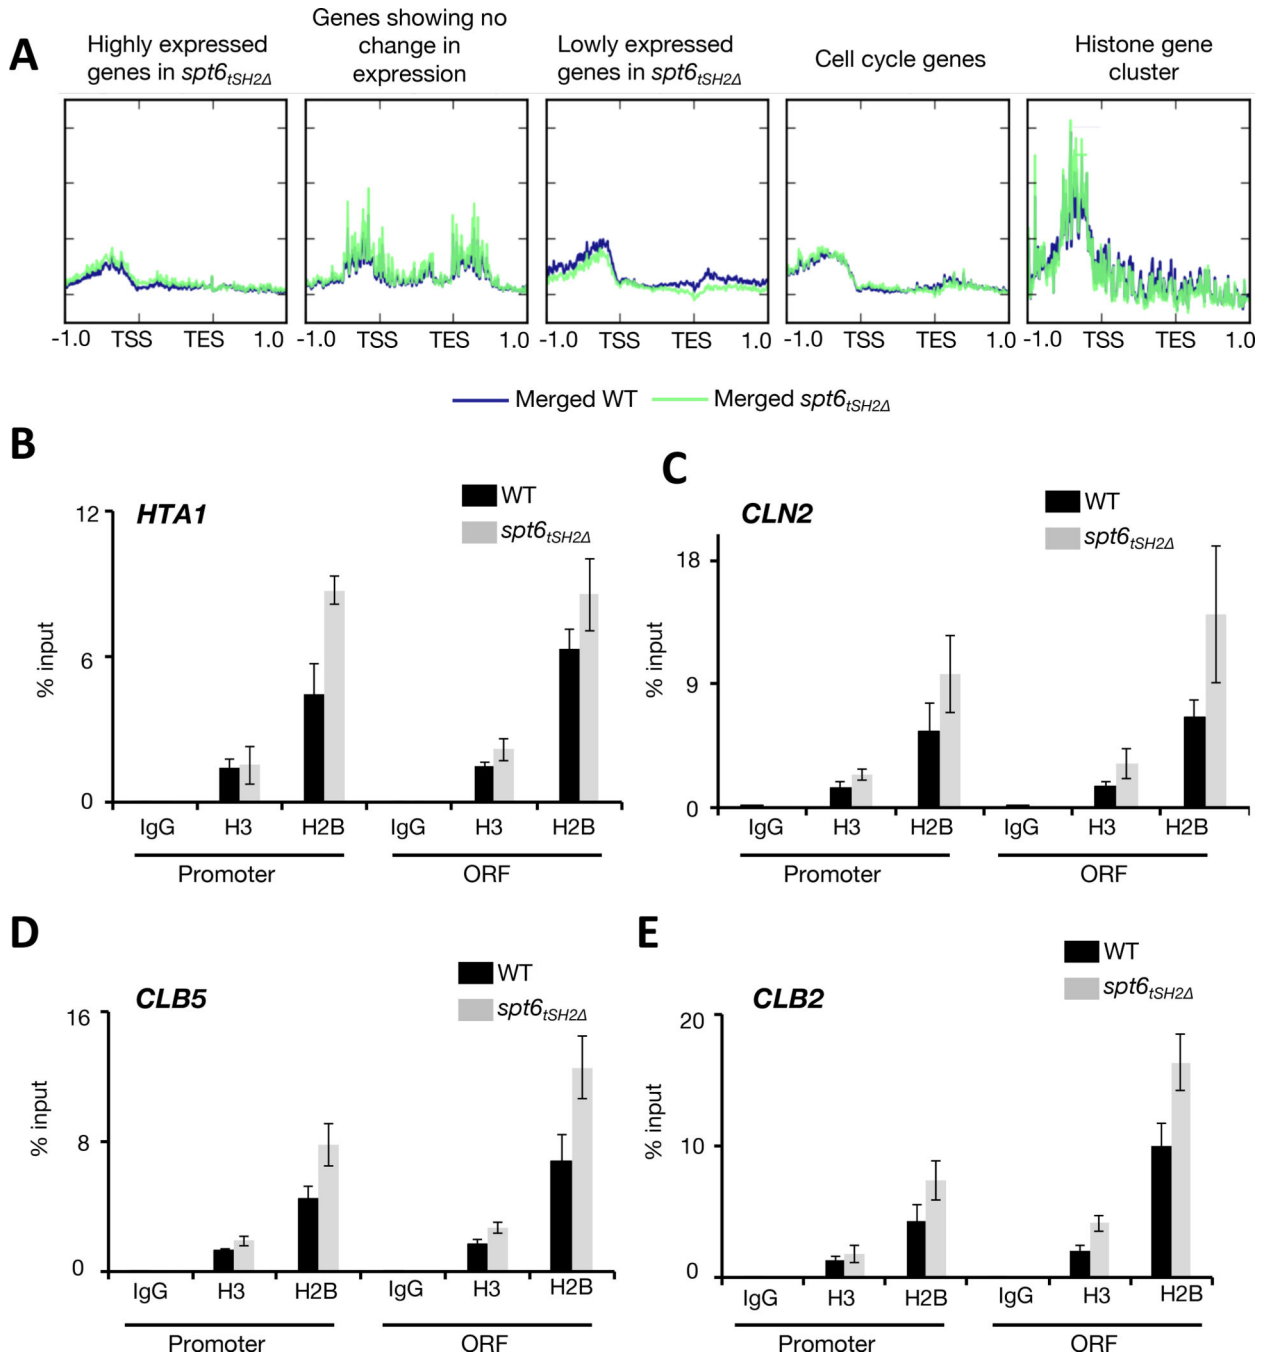 A
Highly expressed
genes in spt6tSH2Δ
Genes showing no
change in
expression
Lowly expressed
genes in spt6tSH2Δ
Cell cycle genes
Histone gene
cluster
-1.0 TSS TES 1.0
-1.0 TSS TES 1.0
-1.0 TSS TES 1.0
-1.0 TSS TES 1.0
-1.0 TSS TES 1.0
Merged WT Merged spt6tSH2Δ
B
HTA1
WT
spt6tSH2Δ
% input
12
6
0
IgG H3 H2B IgG H3 H2B
Promoter ORF
C
CLN2
WT
spt6tSH2Δ
% input
18
9
0
IgG H3 H2B IgG H3 H2B
Promoter ORF
D
CLB5
WT
spt6tSH2Δ
% input
16
8
0
IgG H3 H2B IgG H3 H2B
Promoter ORF
E
CLB2
WT
spt6tSH2Δ
% input
20
10
0
IgG H3 H2B IgG H3 H2B
Promoter ORF